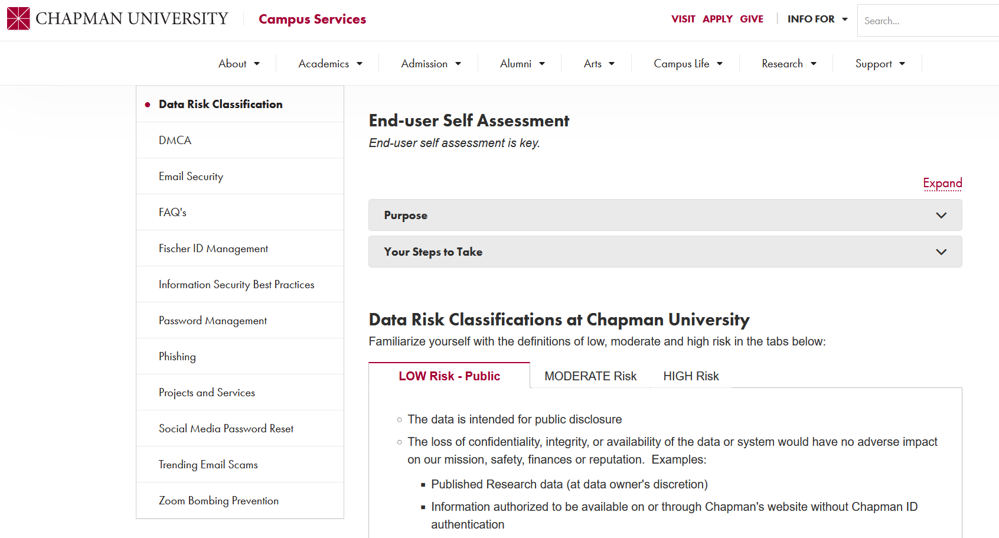 CHAPMAN UNIVERSITY
Campus Services
VISIT APPLY GIVE INFO FOR
Search...
About Academics Admission Alumni Arts Campus Life Research Support
Data Risk Classification
DMCA
Email Security
FAQ's
Fischer ID Management
Information Security Best Practices
Password Management
Phishing
Projects and Services
Social Media Password Reset
Trending Email Scams
Zoom Bombing Prevention
End-user Self Assessment
End-user self assessment is key.
Expand
Purpose
Your Steps to Take
Data Risk Classifications at Chapman University
Familiarize yourself with the definitions of low, moderate and high risk in the tabs below:
LOW Risk - Public MODERATE Risk HIGH Risk
The data is intended for public disclosure
The loss of confidentiality, integrity, or availability of the data or system would have no adverse impact
on our mission, safety, finances or reputation. Examples:
Published Research data (at data owner's discretion)
Information authorized to be available on or through Chapman's website without Chapman ID
authentication